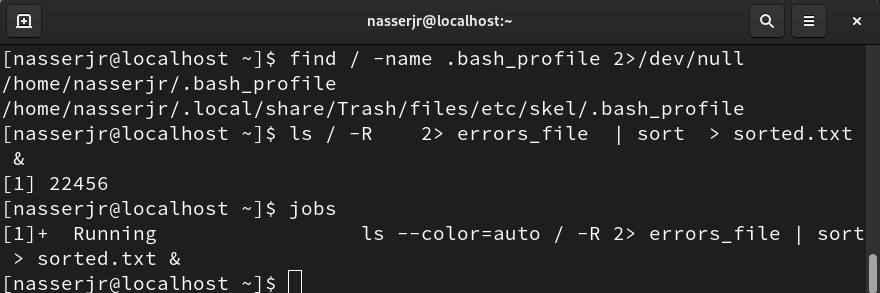 nasserjr@localhost:~
[nasserjr@localhost ~]$ find / -name .bash_profile 2>/dev/null
/home/nasserjr/.bash_profile
/home/nasserjr/.local/share/Trash/files/etc/skel/.bash_profile
[nasserjr@localhost ~]$ ls / -R    2> errors_file  | sort  > sorted.txt
 &
[1] 22456
[nasserjr@localhost ~]$ jobs
[1]+  Running                 ls --color=auto / -R 2> errors_file | sort
 > sorted.txt &
[nasserjr@localhost ~]$